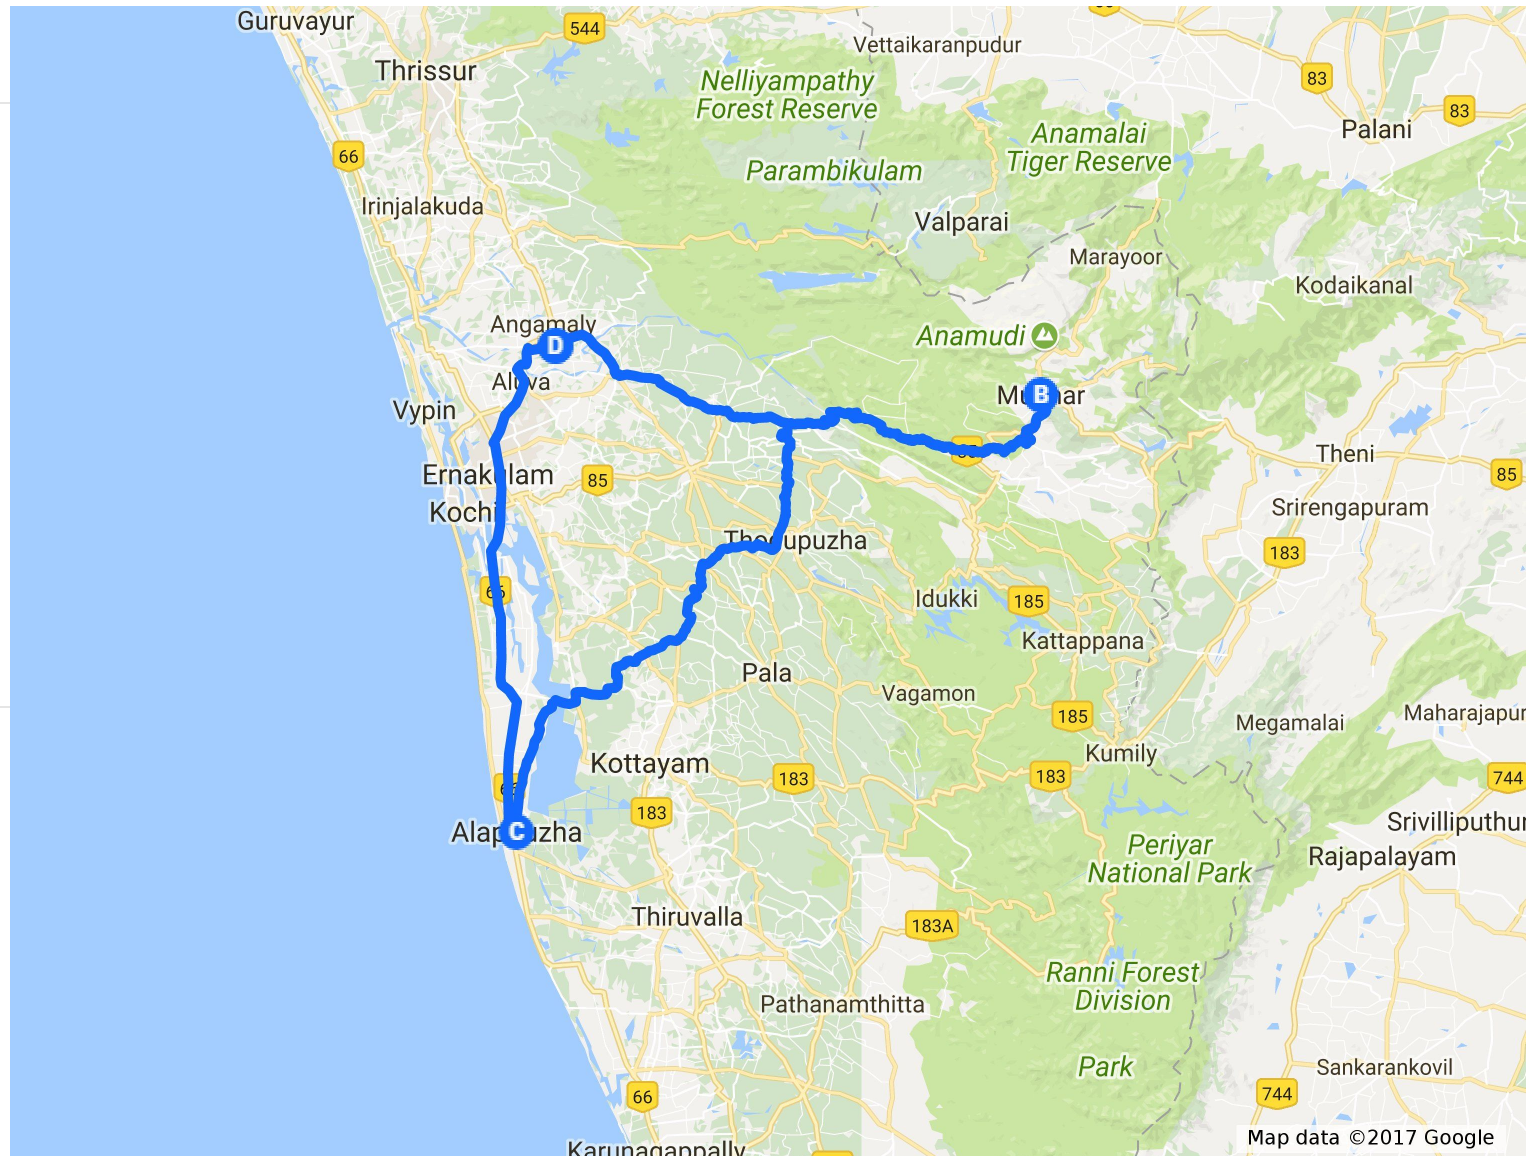 Guruvayur
544
Vettaikaranpudur
Thrissur
83
Nelliyampathy
Forest Reserve
83
Palani
Anamalai
Tiger Reserve
66
Parambikulam
Irinjalakuda
Valparai
Marayoor
Kodaikanal
Angamaly
D
Anamudi
Aluva
B
Vypin
Theni
85
Ernakulam
85
Kochi
Srirengapuram
Thodupuzha
183
Idukki
185
Kattappana
Pala
Vagamon
185
Megamalai
Maharajapur
Kumily
Kottayam
183
183
744
183
Srivilliputhur
Alappuzha
C
Periyar
National Park
Rajapalayam
Thiruvalla
183A
Ranni Forest
Division
Pathanamthitta
Park
Sankarankovil
66
744
Map data ©2017 Google
Karunagappally